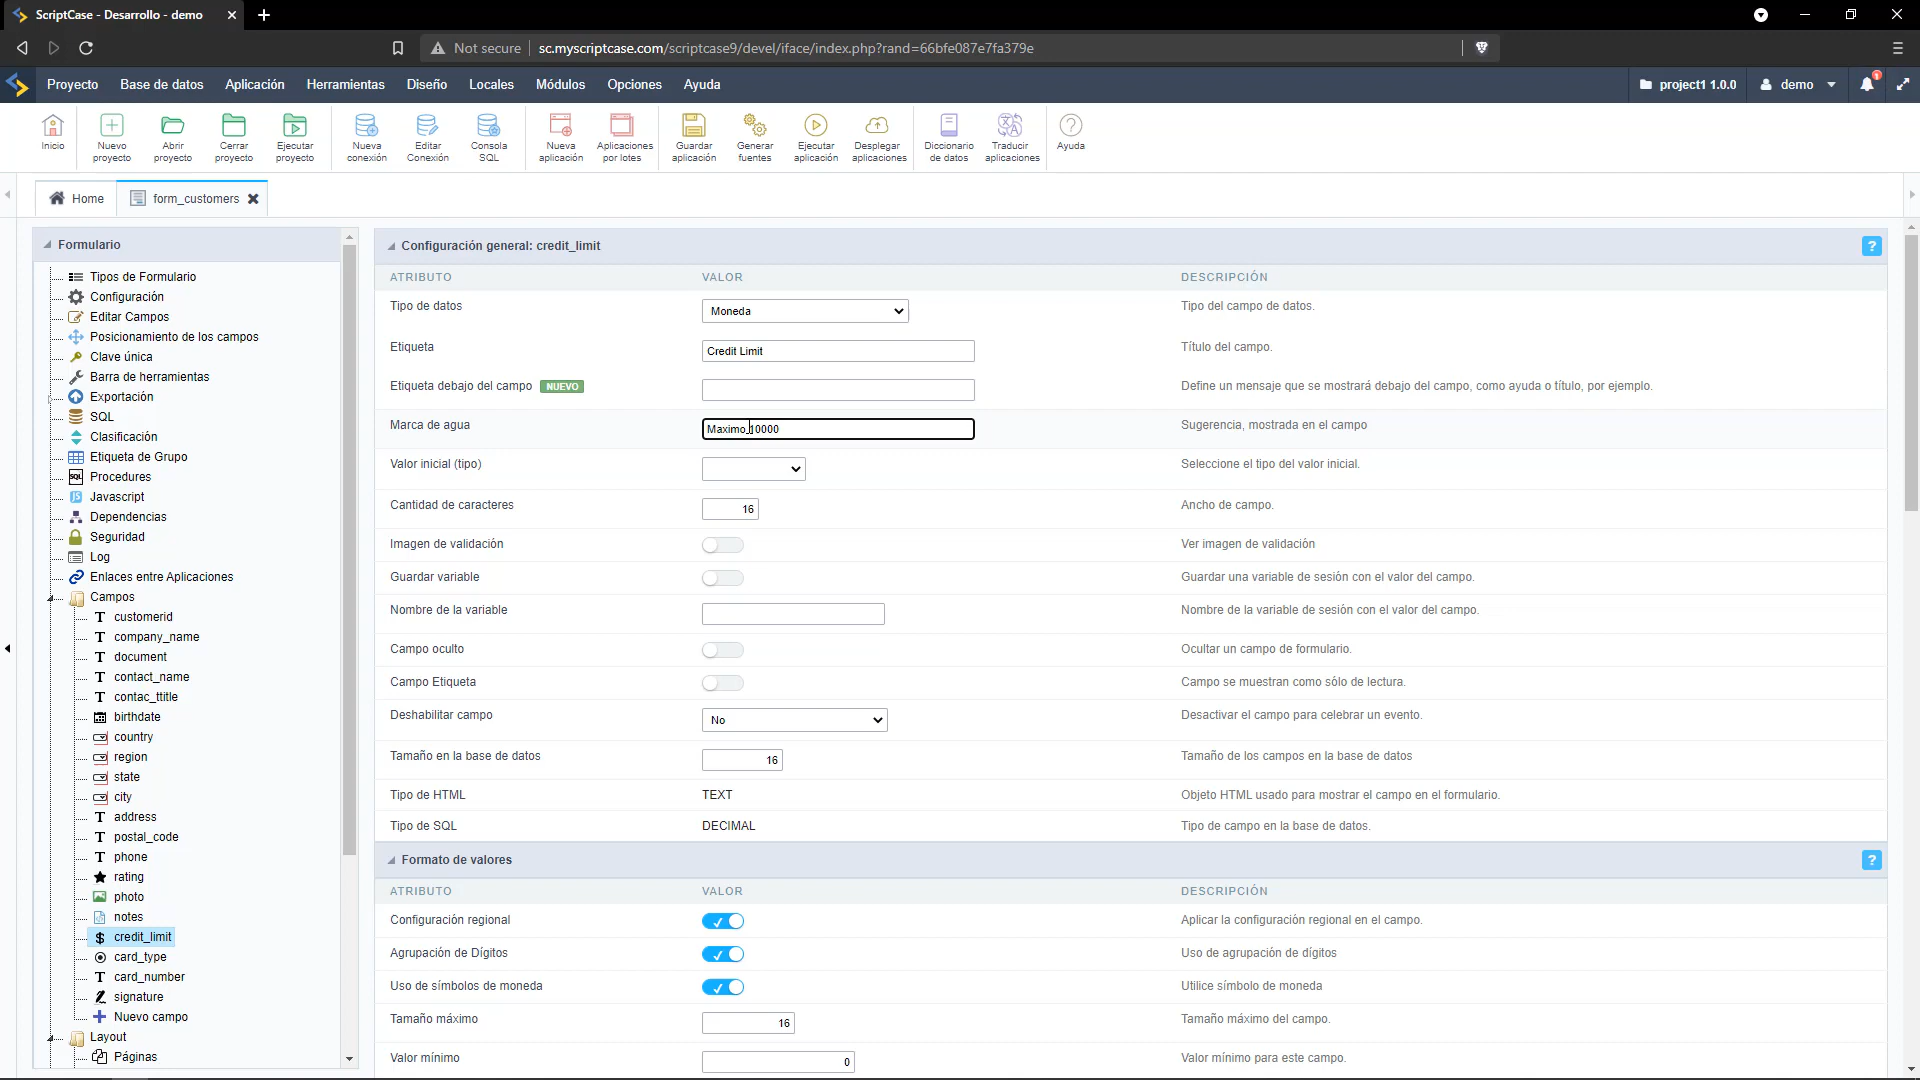 ScriptCase - Desarrollo - demo
Not secure sc.myscriptcase.com/scriptcase9/devel/iface/index.php?rand=66bfe087e7fa379e
Proyecto Base de datos Aplicación Herramientas Diseño Locales Módulos Opciones Ayuda project1 1.0.0 demo 1
Inicio Nuevo proyecto Abrir proyecto Cerrar proyecto Ejecutar proyecto Nueva conexión Editar Conexión Consola SQL Nueva aplicación Aplicaciones por lotes Guardar aplicación Generar fuentes Ejecutar aplicación Desplegar aplicaciones Diccionario de datos Traducir aplicaciones Ayuda
Home form_customers
Formulario
Tipos de Formulario
Configuración
Editar Campos
Posicionamiento de los campos
Clave única
Barra de herramientas
Exportación
SQL
Clasificación
Etiqueta de Grupo
Procedures
Javascript
Dependencias
Seguridad
Log
Enlaces entre Aplicaciones
Campos
customerid
company_name
document
contact_name
contac_ttitle
birthdate
country
region
state
city
address
postal_code
phone
rating
photo
notes
credit_limit
card_type
card_number
signature
Nuevo campo
Layout
Páginas
Configuración general: credit_limit ?
ATRIBUTO VALOR DESCRIPCIÓN
Tipo de datos Moneda Tipo del campo de datos.
Etiqueta Credit Limit Título del campo.
Etiqueta debajo del campo NUEVO Define un mensaje que se mostrará debajo del campo, como ayuda o título, por ejemplo.
Marca de agua Maximo_10000 Sugerencia, mostrada en el campo
Valor inicial (tipo) Seleccione el tipo del valor inicial.
Cantidad de caracteres 16 Ancho de campo.
Imagen de validación Ver imagen de validación
Guardar variable Guardar una variable de sesión con el valor del campo.
Nombre de la variable Nombre de la variable de sesión con el valor del campo.
Campo oculto Ocultar un campo de formulario.
Campo Etiqueta Campo se muestran como sólo de lectura.
Deshabilitar campo No Desactivar el campo para celebrar un evento.
Tamaño en la base de datos 16 Tamaño de los campos en la base de datos
Tipo de HTML TEXT Objeto HTML usado para mostrar el campo en el formulario.
Tipo de SQL DECIMAL Tipo de campo en la base de datos.
Formato de valores ?
ATRIBUTO VALOR DESCRIPCIÓN
Configuración regional Aplicar la configuración regional en el campo.
Agrupación de Dígitos Uso de agrupación de dígitos
Uso de símbolos de moneda Utilice símbolo de moneda
Tamaño máximo 16 Tamaño máximo del campo.
Valor mínimo 0 Valor mínimo para este campo.